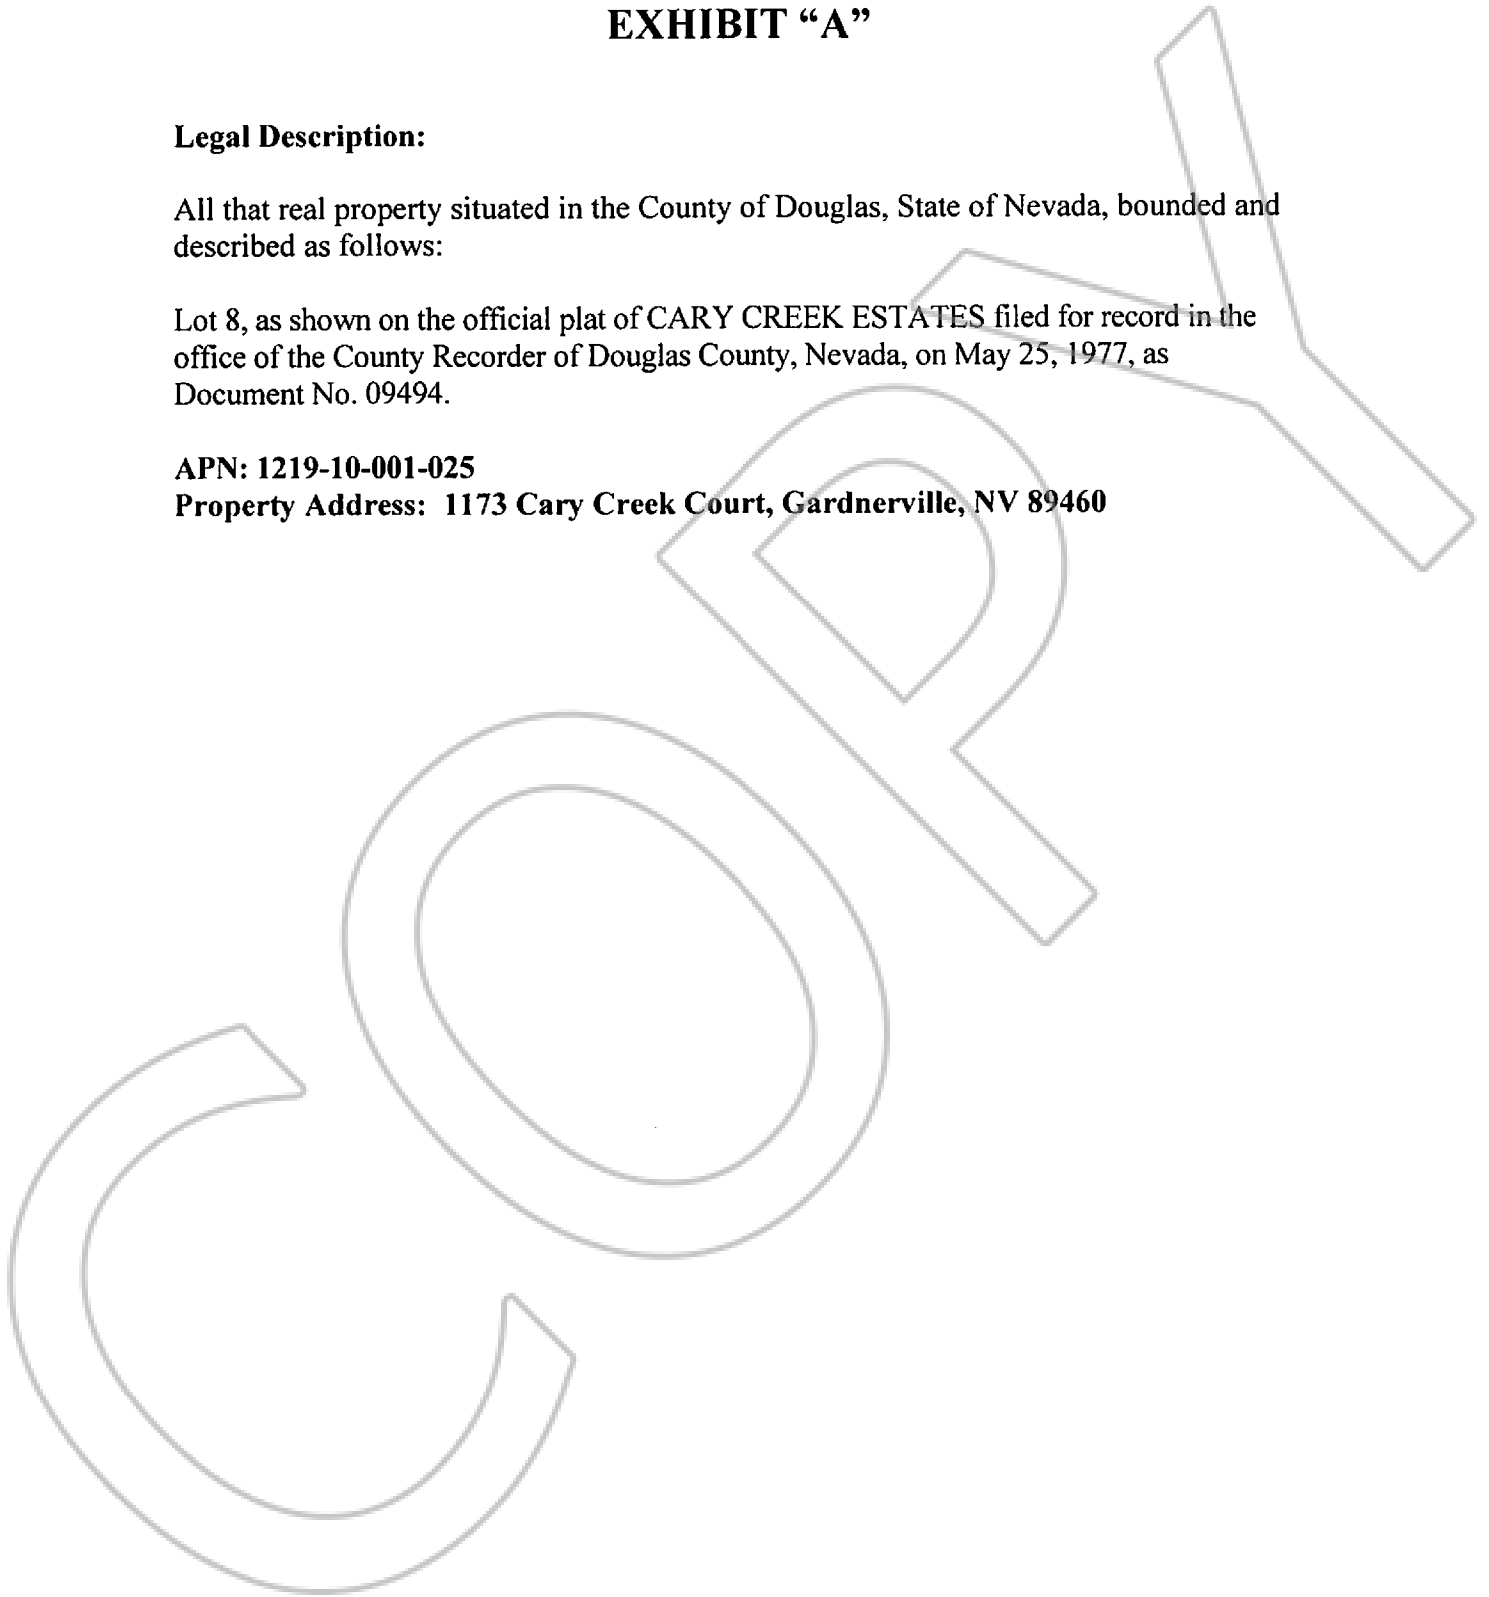 EXHIBIT “A”
Legal Description:
All that real property situated in the County of Douglas, State of Nevada, bounded and
described as follows:
Lot 8, as shown on the official plat of CARY CREEK ESTATES filed for record in the
office of the County Recorder of Douglas County, Nevada, on May 25, 1977, as
Document No. 09494.
APN: 1219-10-001-025
Property Address:  1173 Cary Creek Court, Gardnerville, NV 89460
COPY